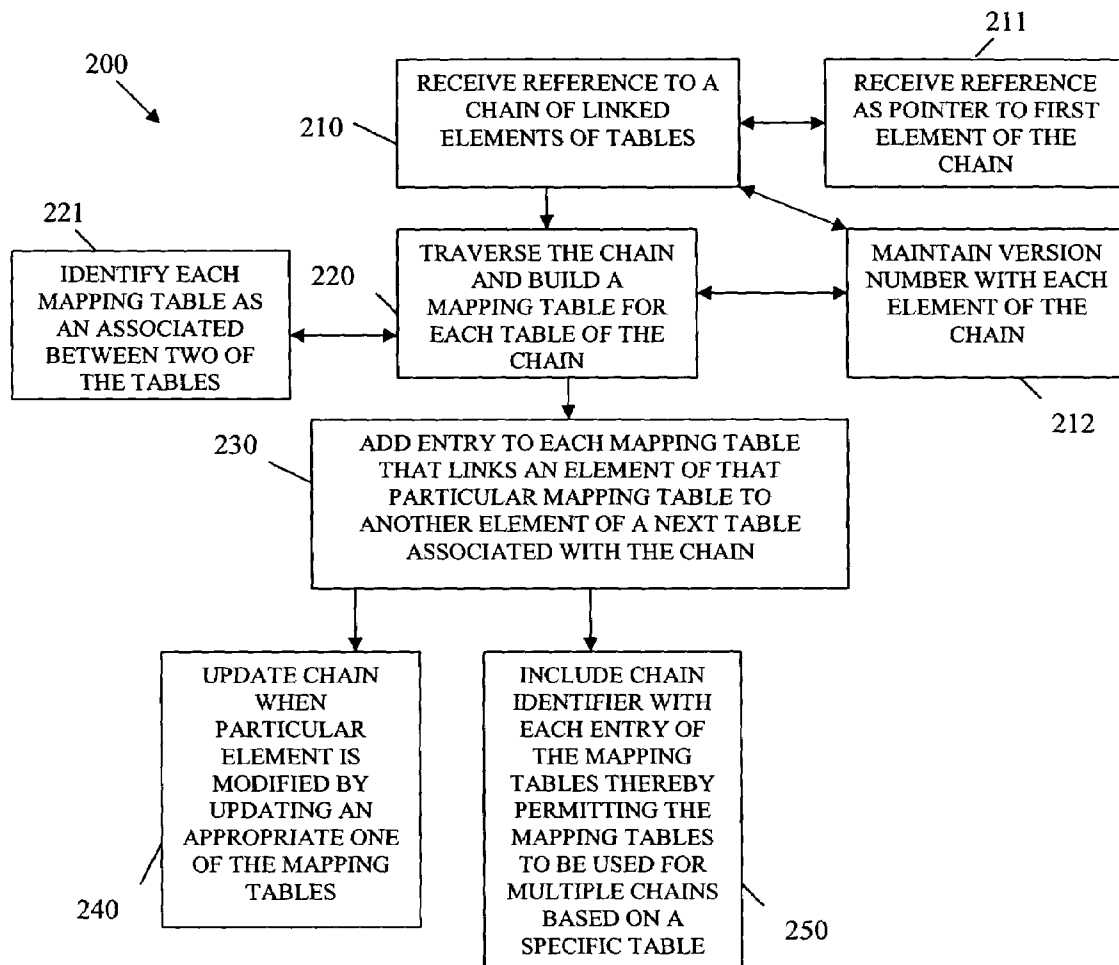 200
211
RECEIVE REFERENCE TO A
CHAIN OF LINKED
ELEMENTS OF TABLES
210
RECEIVE REFERENCE
AS POINTER TO FIRST
ELEMENT OF THE
CHAIN
221
IDENTIFY EACH
MAPPING TABLE AS
AN ASSOCIATED
BETWEEN TWO OF
THE TABLES
220
TRAVERSE THE CHAIN
AND BUILD A
MAPPING TABLE FOR
EACH TABLE OF THE
CHAIN
MAINTAIN VERSION
NUMBER WITH EACH
ELEMENT OF THE
CHAIN
212
230
ADD ENTRY TO EACH MAPPING TABLE
THAT LINKS AN ELEMENT OF THAT
PARTICULAR MAPPING TABLE TO
ANOTHER ELEMENT OF A NEXT TABLE
ASSOCIATED WITH THE CHAIN
UPDATE CHAIN
WHEN
PARTICULAR
ELEMENT IS
MODIFIED BY
UPDATING AN
APPROPRIATE ONE
OF THE MAPPING
TABLES
240
INCLUDE CHAIN
IDENTIFIER WITH
EACH ENTRY OF
THE MAPPING
TABLES THEREBY
PERMITTING THE
MAPPING TABLES
TO BE USED FOR
MULTIPLE CHAINS
BASED ON A
SPECIFIC TABLE
250